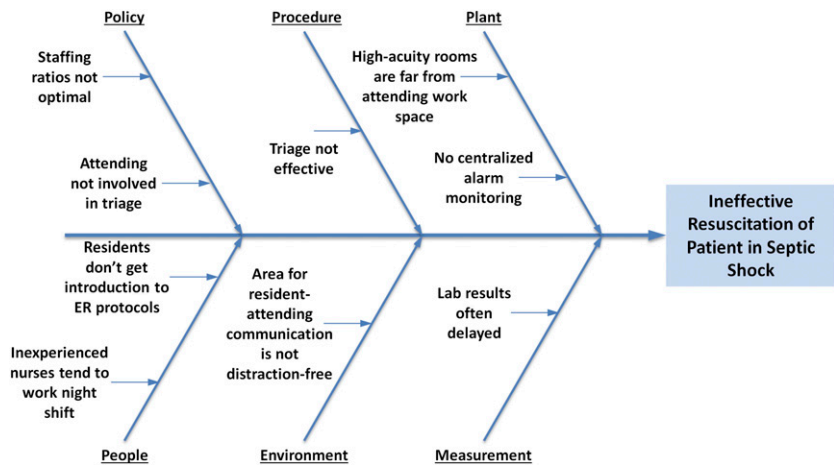 Policy
Procedure
Plant
Staffing
ratios not
optimal
Attending
not involved
in triage
Triage not
effective
High-acuity rooms
are far from
attending work
space
No centralized
alarm
monitoring
Ineffective
Resuscitation of
Patient in Septic
Shock
Residents
don't get
introduction to
ER protocols
Inexperienced
nurses tend to
work night
shift
Area for
resident-
attending
communication
is not
distraction-free
Lab results
often
delayed
People
Environment
Measurement